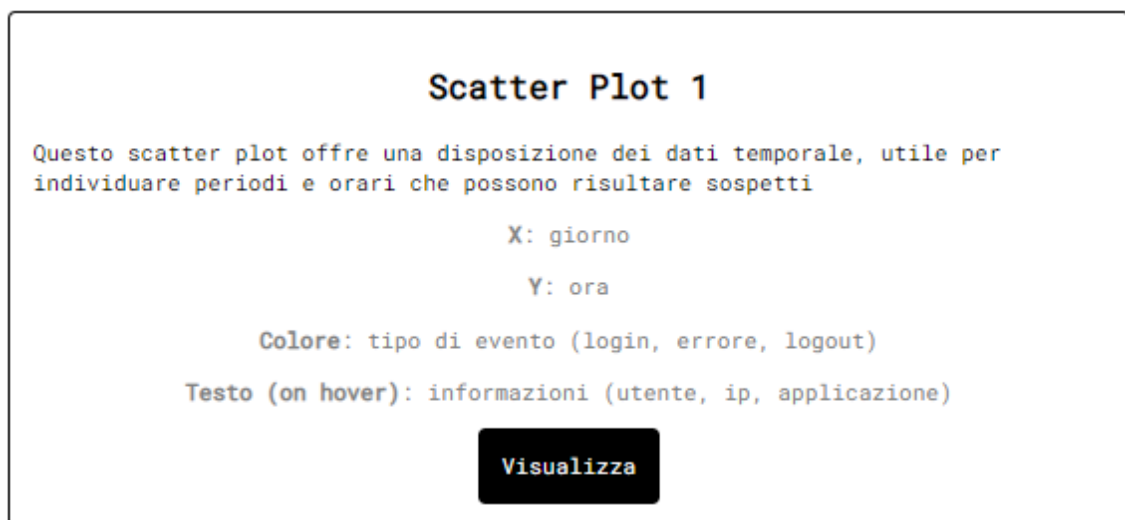 Scatter Plot 1
Questo scatter plot offre una disposizione dei dati temporale, utile per
individuare periodi e orari che possono risultare sospetti
X: giorno
Y: ora
Colore: tipo di evento (login, errore, logout)
Testo (on hover): informazioni (utente, ip, applicazione)
Visualizza